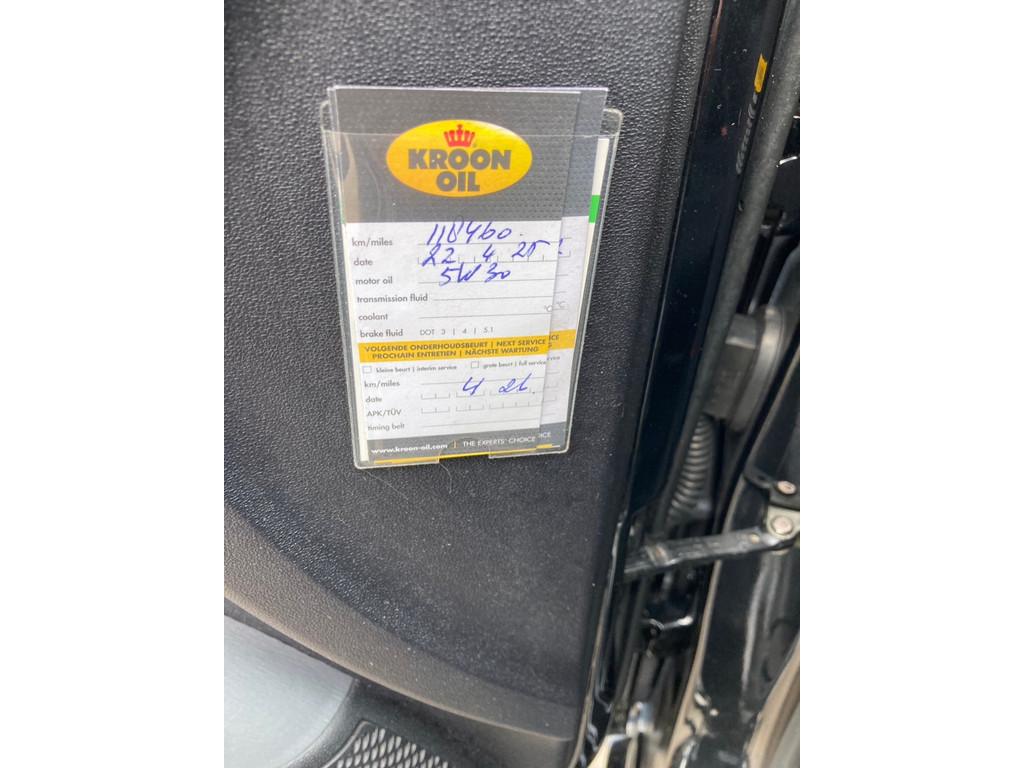 KROON
OIL
km/miles 118460.
date 22 4 25
motor oil 5W30
transmission fluid
coilant °C
brake fluid DOT 3 | 4 | 5.1
VOLGENDE ONDERHOUDSBEURT | NEXT SERVICE
PROCHAIN ENTRETIEN | NÄCHSTE WARTUNG
kleine beurt | interim service grote beurt | full service
km/miles
date 4 26.
APK/TÜV
timing belt
www.kroon-oil.com | THE EXPERTS' CHOICE